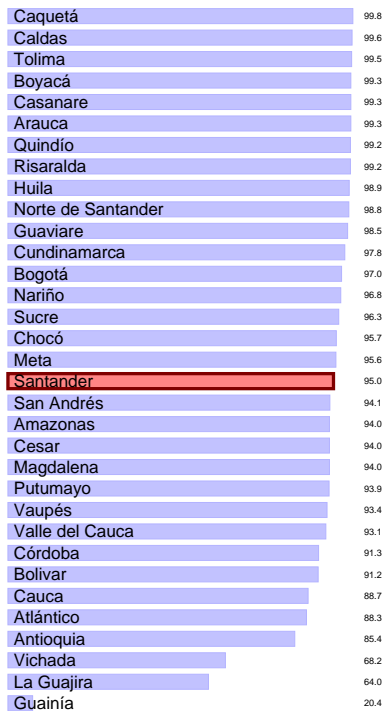 Caquetá 99.8
Caldas 99.6
Tolima 99.5
Boyacá 99.3
Casanare 99.3
Arauca 99.3
Quindío 99.2
Risaralda 99.2
Huila 98.9
Norte de Santander 98.8
Guaviare 98.5
Cundinamarca 97.8
Bogotá 97.0
Nariño 96.8
Sucre 96.3
Chocó 95.7
Meta 95.6
Santander 95.0
San Andrés 94.1
Amazonas 94.0
Cesar 94.0
Magdalena 94.0
Putumayo 93.9
Vaupés 93.4
Valle del Cauca 93.1
Córdoba 91.3
Bolivar 91.2
Cauca 88.7
Atlántico 88.3
Antioquia 85.4
Vichada 68.2
La Guajira 64.0
Guainía 20.4